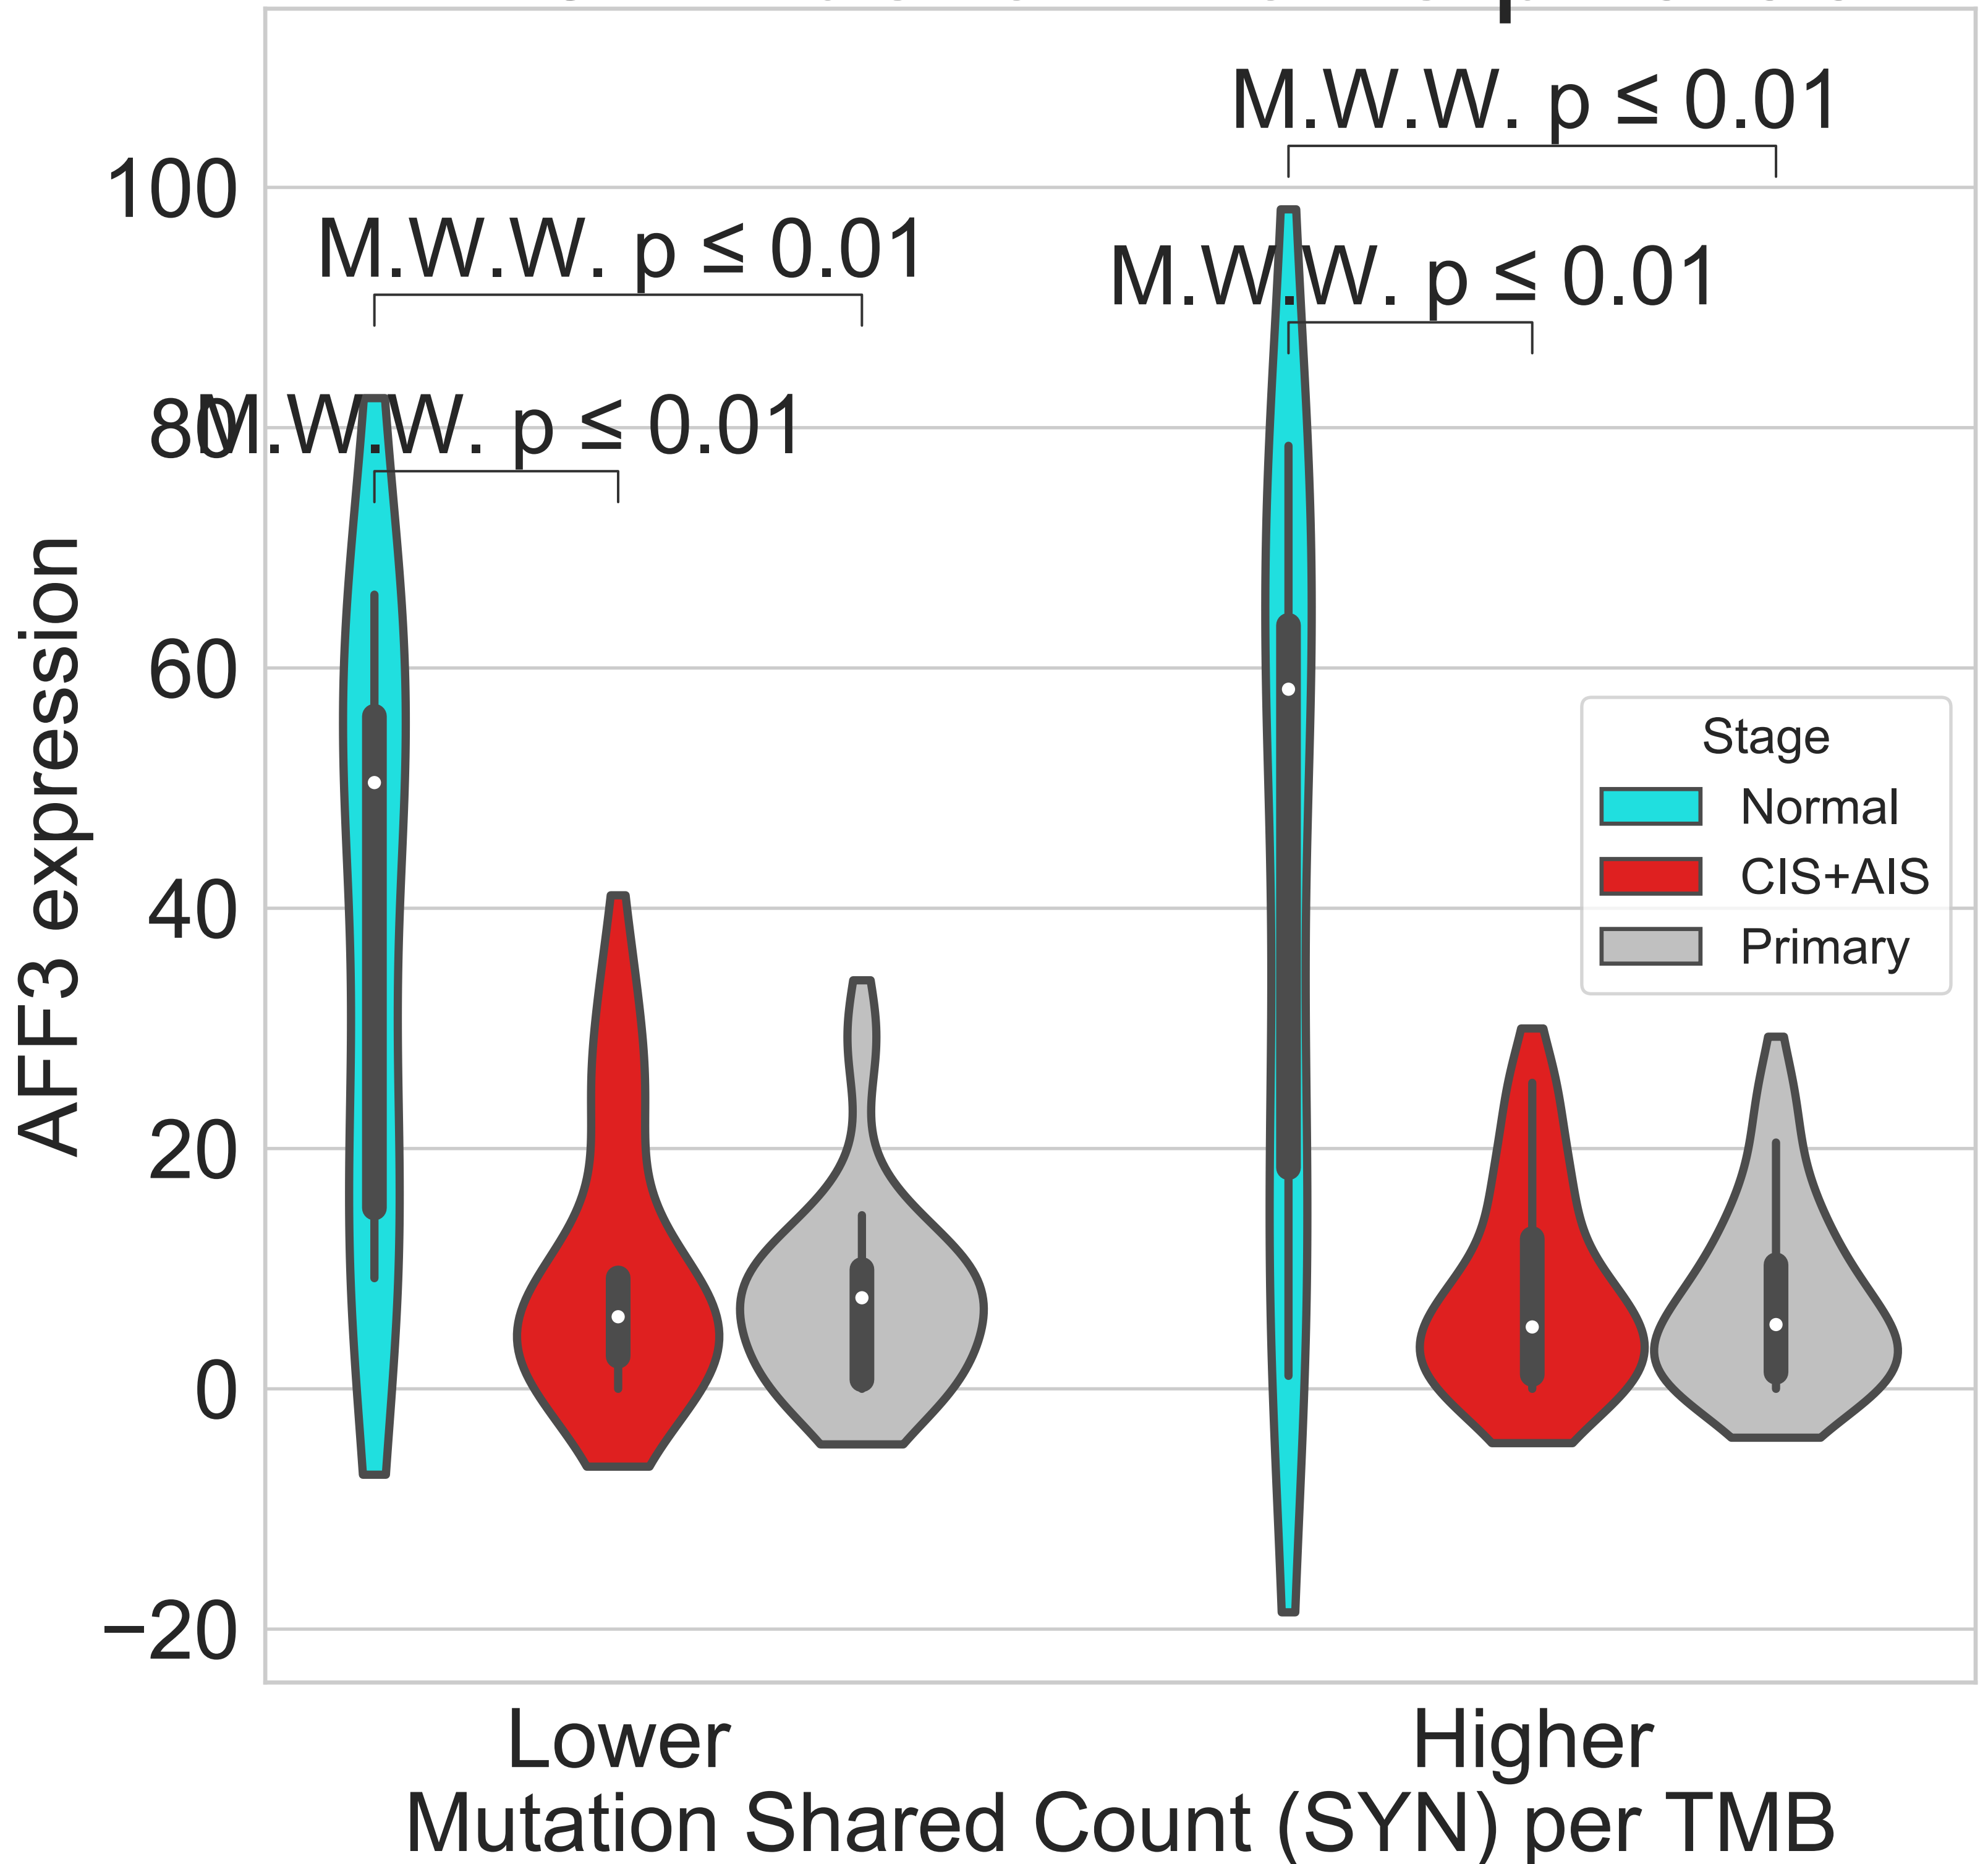 M.W.W. p ≤ 0.01
100
M.W.W. p ≤ 0.01
M.W.W. p ≤ 0.01
80
M.W.W. p ≤ 0.01
60
Stage
Normal
CIS+AIS
Primary
AFF3 expression
40
20
0
−20
Lower
Higher
Mutation Shared Count (SYN) per TMB